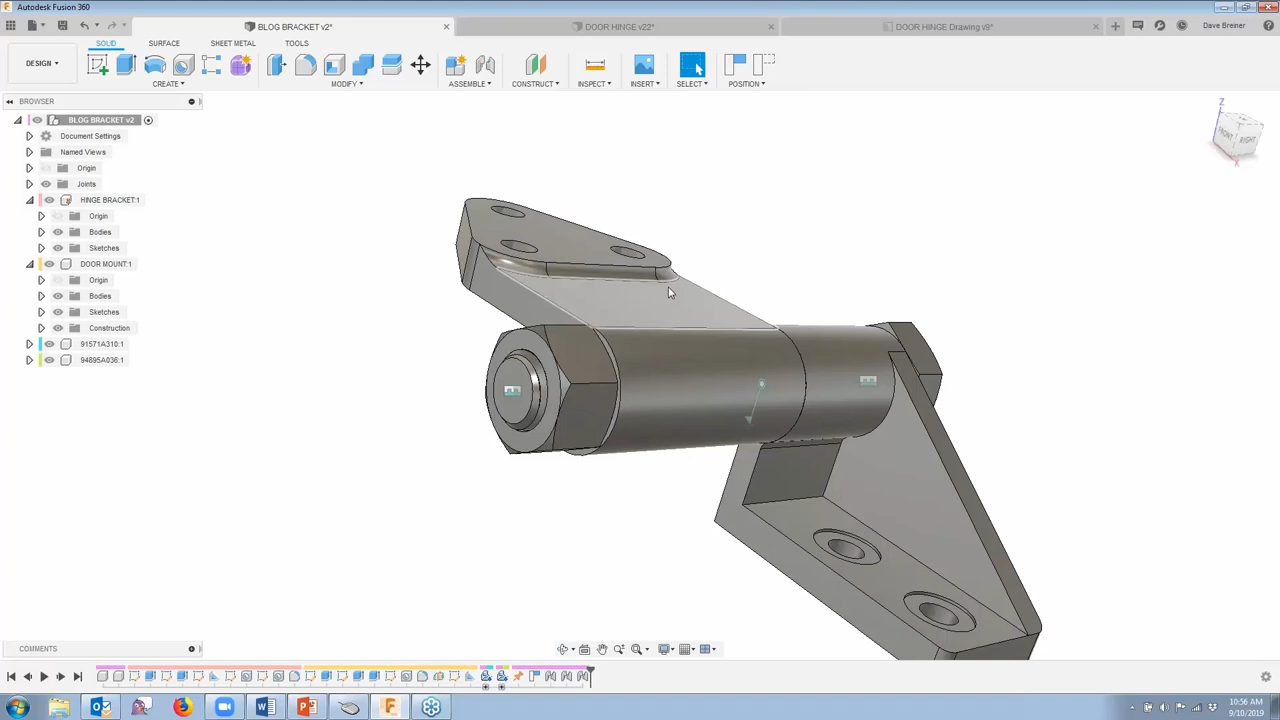 Autodesk Fusion 360
BLOG BRACKET v2*
DOOR HINGE v22*
DOOR HINGE Drawing v9*
Dave Breiner
SOLID
SURFACE
SHEET METAL
TOOLS
DESIGN
CREATE
MODIFY
ASSEMBLE
CONSTRUCT
INSPECT
INSERT
SELECT
POSITION
BROWSER
BLOG BRACKET v2
Document Settings
Named Views
Origin
Joints
HINGE BRACKET:1
Origin
Bodies
Sketches
DOOR MOUNT:1
Origin
Bodies
Sketches
Construction
91571A310:1
94895A036:1
Z
FRONT
RIGHT
X
COMMENTS
10:56 AM
9/10/2019